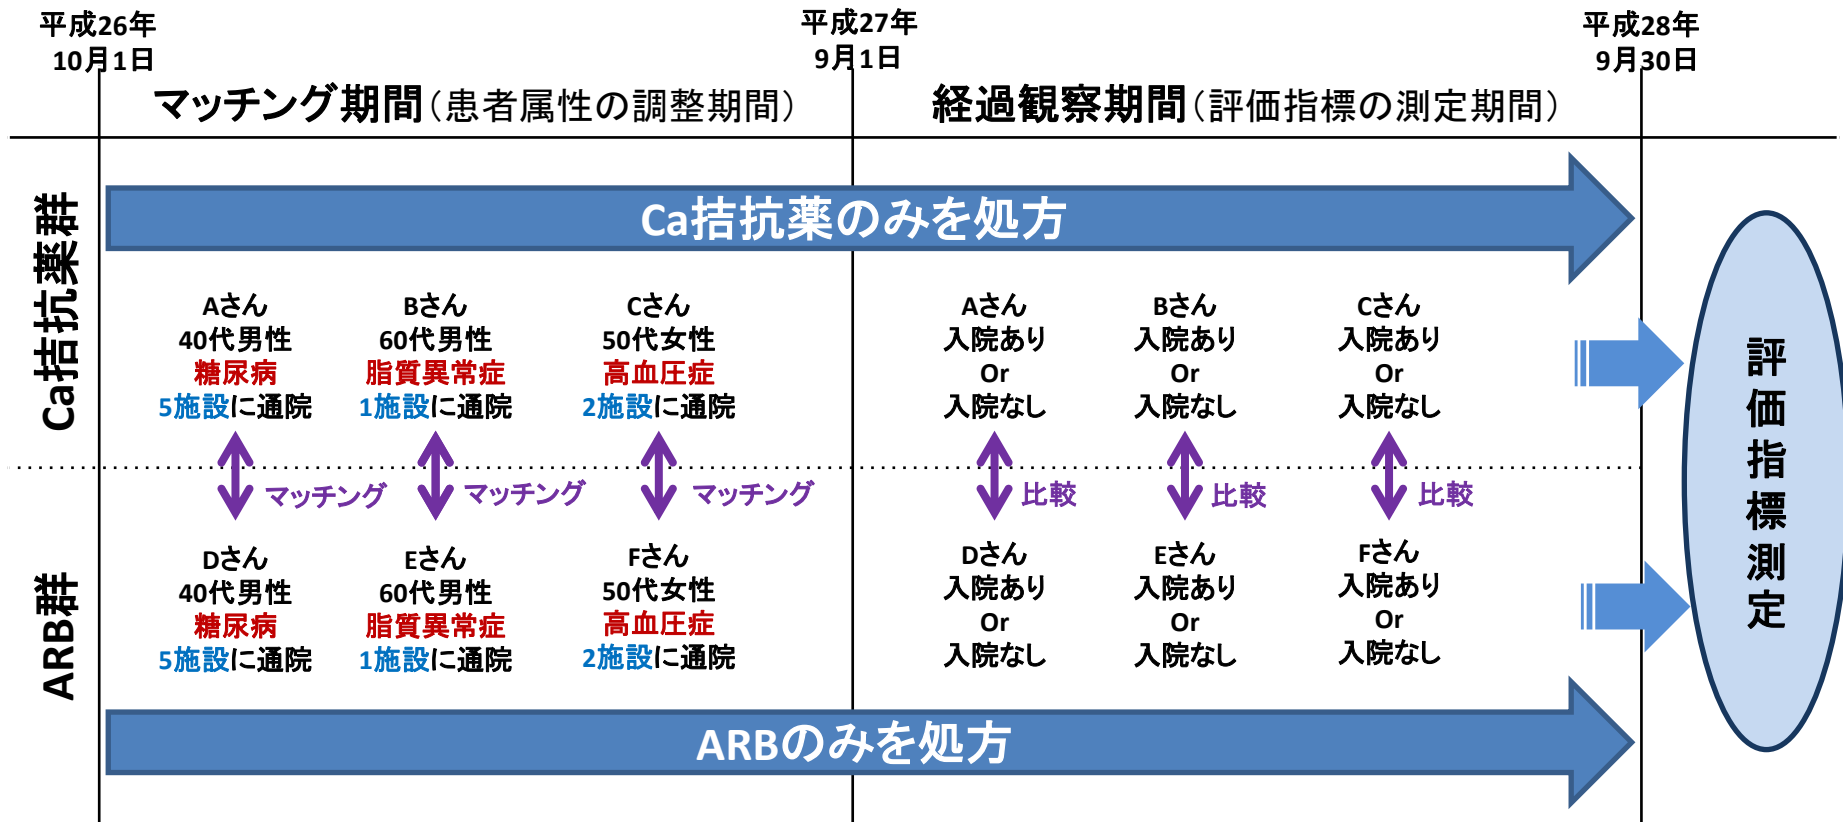 平成26年
10月1日
平成27年
9月1日
平成28年
9月30日
マッチング期間（患者属性の調整期間）
経過観察期間（評価指標の測定期間）
Ca拮抗薬群
Ca拮抗薬のみを処方
Aさん
40代男性
糖尿病
5施設に通院
Bさん
60代男性
脂質異常症
1施設に通院
Cさん
50代女性
高血圧症
2施設に通院
Aさん
入院あり
Or
入院なし
Bさん
入院あり
Or
入院なし
Cさん
入院あり
Or
入院なし
マッチング
マッチング
マッチング
比較
比較
比較
ARB群
Dさん
40代男性
糖尿病
5施設に通院
Eさん
60代男性
脂質異常症
1施設に通院
Fさん
50代女性
高血圧症
2施設に通院
Dさん
入院あり
Or
入院なし
Eさん
入院あり
Or
入院なし
Fさん
入院あり
Or
入院なし
ARBのみを処方
評価指標測定